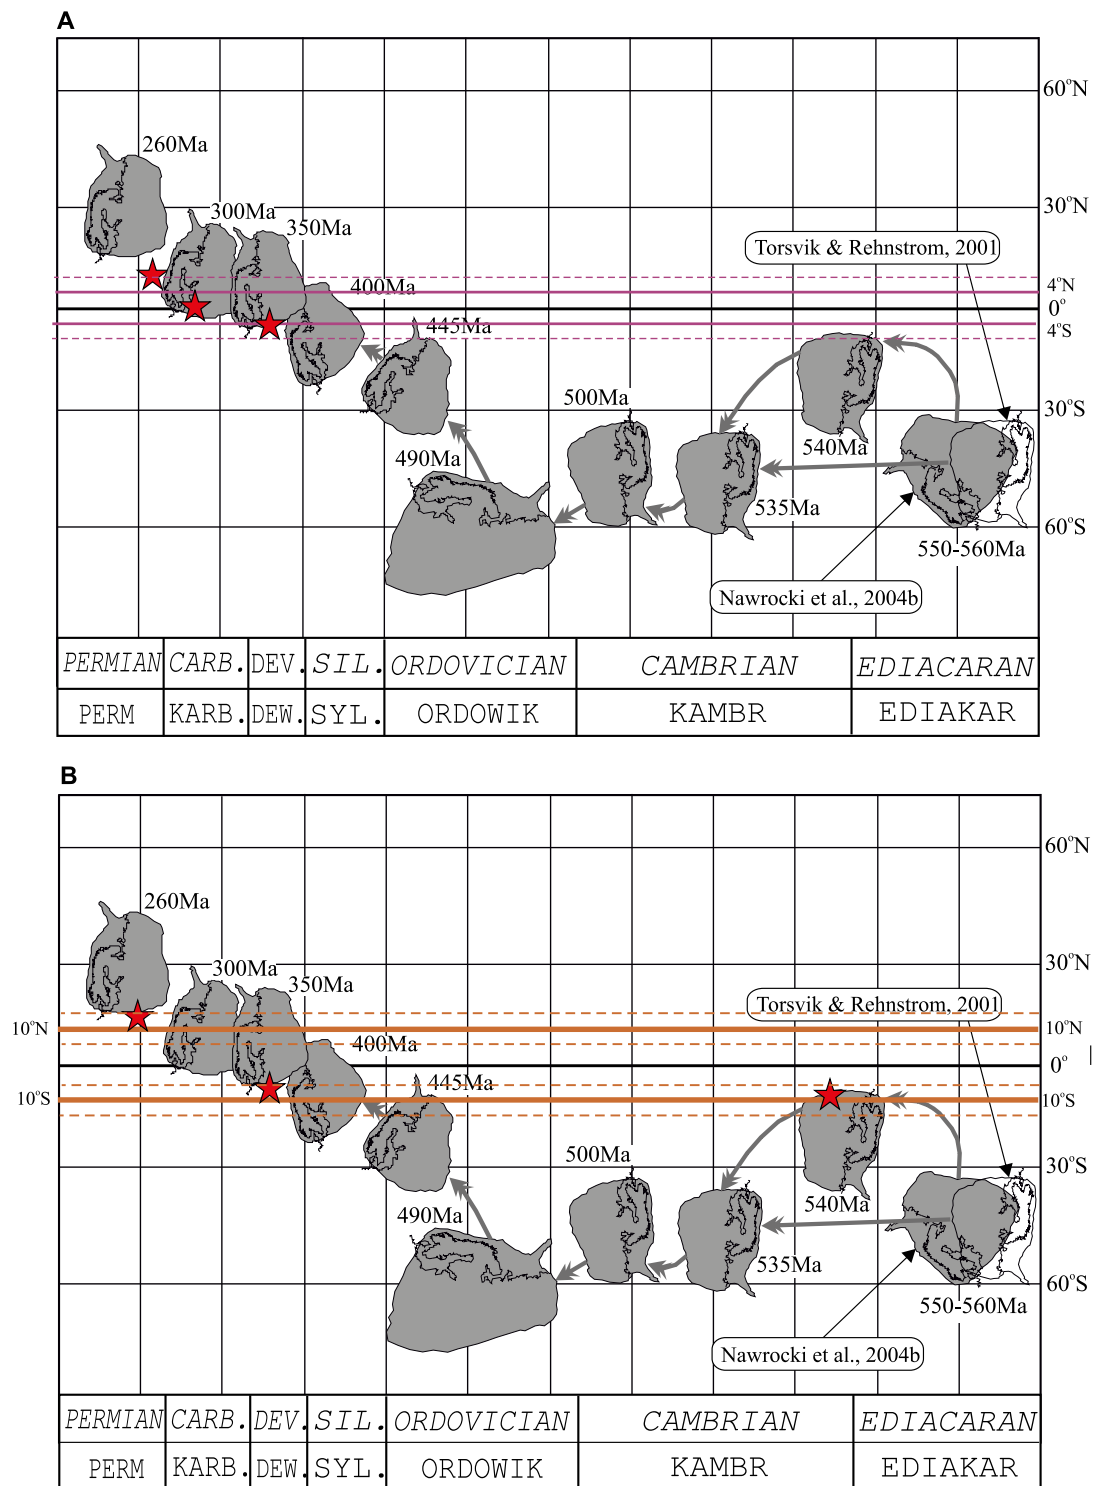 A
60°N
260Ma
30°N
300Ma
350Ma
Torsvik & Rehnstrom, 2001
400Ma
4°N
0°
445Ma
4°S
500Ma
30°S
540Ma
490Ma
535Ma
60°S
550-560Ma
Nawrocki et al., 2004b
PERMIAN CARB. DEV. SIL. ORDOVICIAN CAMBRIAN EDIACARAN
PERM KARB. DEW. SYL. ORDOWIK KAMBR EDIAKAR
B
60°N
260Ma
30°N
300Ma
350Ma
Torsvik & Rehnstrom, 2001
10°N 10°N
400Ma
0°
445Ma
10°S 10°S
500Ma
30°S
540Ma
490Ma
535Ma
60°S
550-560Ma
Nawrocki et al., 2004b
PERMIAN CARB. DEV. SIL. ORDOVICIAN CAMBRIAN EDIACARAN
PERM KARB. DEW. SYL. ORDOWIK KAMBR EDIAKAR